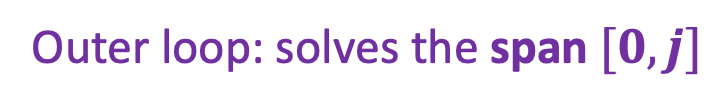 Outer loop: solves the span [0, j]